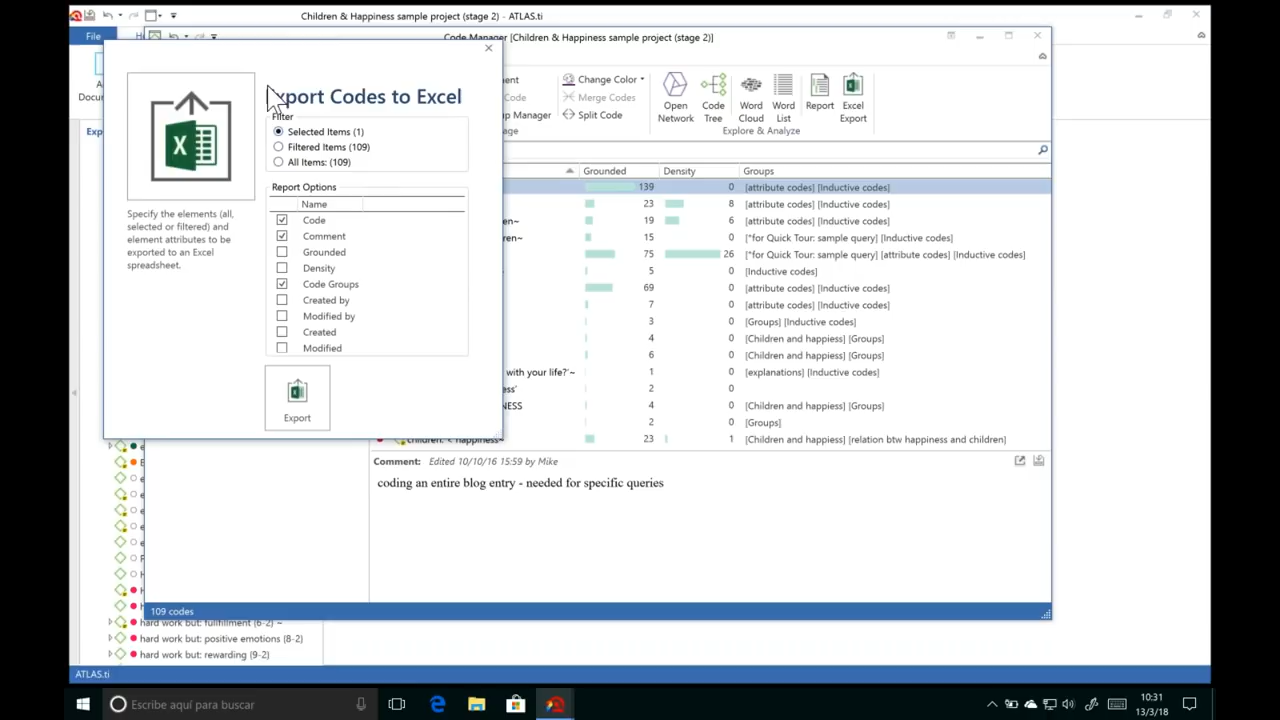 Children & Happiness sample project (stage 2) - ATLAS.ti
File
Code Manager [Children & Happiness sample project (stage 2)]
Export Codes to Excel
Filter
Selected Items (1)
Filtered Items (109)
All Items: (109)
Report Options
Name
Code
Comment
Grounded
Density
Code Groups
Created by
Modified by
Created
Modified
Specify the elements (all,
selected or filtered) and
element attributes to be
exported to an Excel
spreadsheet.
Export
Change Color
Merge Codes
Split Code
Code
Manager
Open
Network
Code
Tree
Word
Cloud
Word
List
Report
Excel
Export
Explore & Analyze
Grounded Density Groups
139 0 [attribute codes] [Inductive codes]
23 8 [attribute codes] [Inductive codes]
19 6 [attribute codes] [Inductive codes]
15 0 [*for Quick Tour: sample query] [Inductive codes]
75 26 [*for Quick Tour: sample query] [attribute codes] [Inductive codes]
5 0 [Inductive codes]
69 0 [attribute codes] [Inductive codes]
7 0 [attribute codes] [Inductive codes]
3 0 [Groups] [Inductive codes]
4 0 [Children and happiess] [Groups]
6 0 [Children and happiess] [Groups]
with your life?'~ 1 0 [explanations] [Inductive codes]
2 0
NESS 4 0 [Children and happiess] [Groups]
2 0 [Groups]
children: < happiness~ 23 1 [Children and happiess] [relation btw happiness and children]
Comment: Edited 10/10/16 15:59 by Mike
coding an entire blog entry - needed for specific queries
109 codes
hard work but: fullfillment (6-2) ~
hard work but: positive emotions (8-2)
hard work but: rewarding (9-2)
ATLAS.ti
Escribe aquí para buscar
10:31
13/3/18